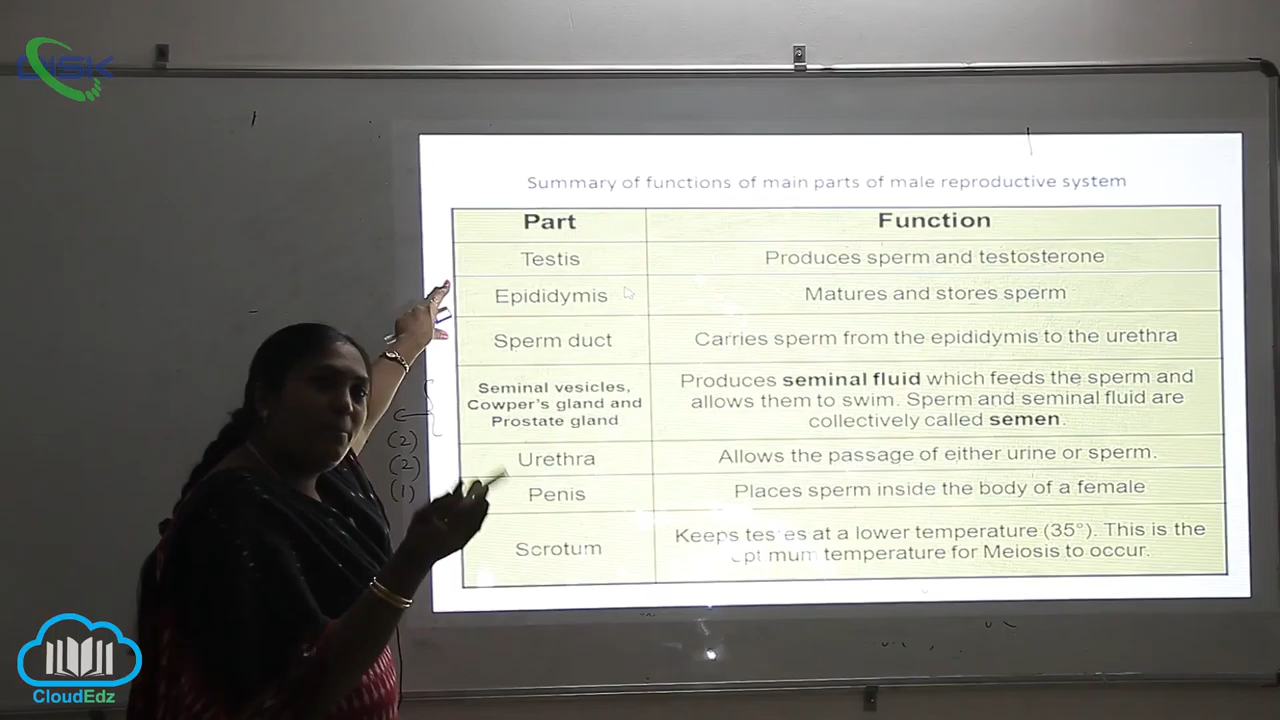 DISK
Summary of functions of main parts of male reproductive system
Part Function
Testis Produces sperm and testosterone
Epididymis Matures and stores sperm
Sperm duct Carries sperm from the epididymis to the urethra
Seminal vesicles,
Cowper's gland and
Prostate gland
Produces seminal fluid which feeds the sperm and
allows them to swim. Sperm and seminal fluid are
collectively called semen.
Urethra Allows the passage of either urine or sperm.
Penis Places sperm inside the body of a female
Scrotum
Keeps testes at a lower temperature (35°). This is the
optimum temperature for Meiosis to occur.
(2)
(2)
(1)
CloudEdz